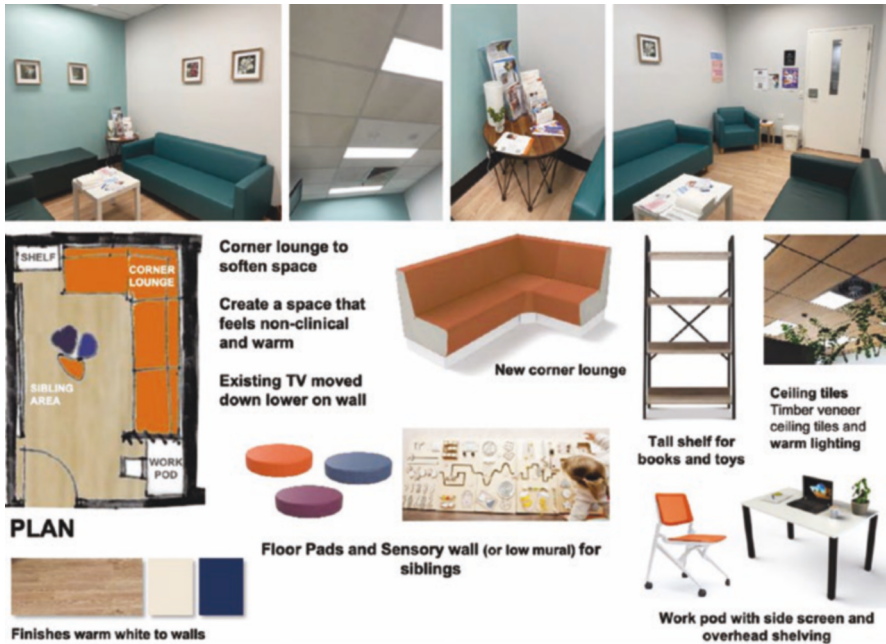 SHELF
CORNER
LOUNGE
SIBLING
AREA
WORK
POD
PLAN
Finishes warm white to walls
Corner lounge to
soften space
Create a space that
feels non-clinical
and warm
Existing TV moved
down lower on wall
New corner lounge
Floor Pads and Sensory wall (or low mural) for
siblings
Tall shelf for
books and toys
Ceiling tiles
Timber veneer
ceiling tiles and
warm lighting
Work pod with side screen and
overhead shelving